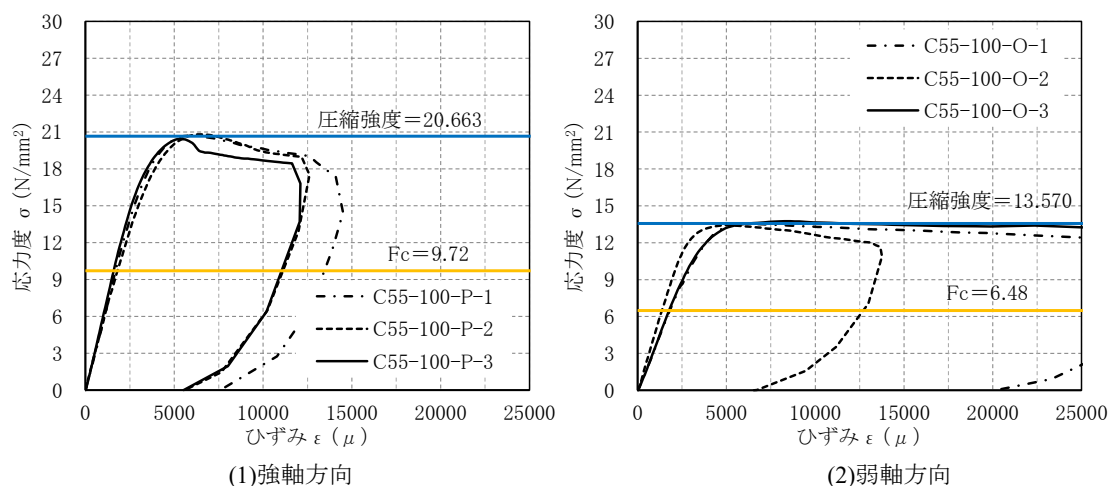 30
27
24
21
18
15
12
9
6
3
0
応力度 σ (N/mm²)
圧縮強度＝20.663
Fc＝9.72
C55-100-P-1
C55-100-P-2
C55-100-P-3
0 5000 10000 15000 20000 25000
ひずみ ε (μ)
(1)強軸方向
30
27
24
21
18
15
12
9
6
3
0
応力度 σ (N/mm²)
C55-100-O-1
C55-100-O-2
C55-100-O-3
圧縮強度＝13.570
Fc＝6.48
0 5000 10000 15000 20000 25000
ひずみ ε (μ)
(2)弱軸方向